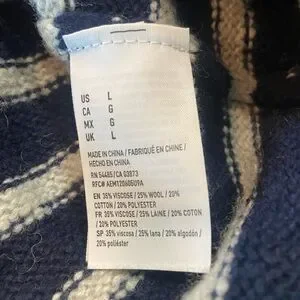 US L
CA G
MX G
UK L
MADE IN CHINA / FABRIQUÉ EN CHINE /
HECHO EN CHINA
RN 54485/CA 03873
RFC# AEM1206085U9A
EN 35% VISCOSE / 25% WOOL / 20%
COTTON / 20% POLYESTER
FR 35% VISCOSE / 25% LAINE / 20% COTON
/ 20% POLYESTER
SP 35% viscosa / 25% lana / 20% algodón /
20% poliéster